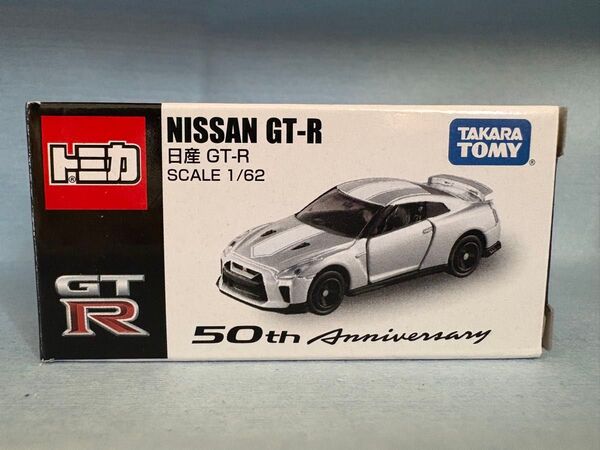 トミカ
®
NISSAN GT-R
日産 GT-R
SCALE 1/62
TAKARA
TOMY ®
GT
R
50th Anniversary